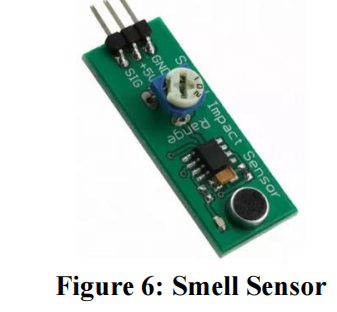 GND
+5V
SIG
Impact Sensor
Range
Figure 6: Smell Sensor